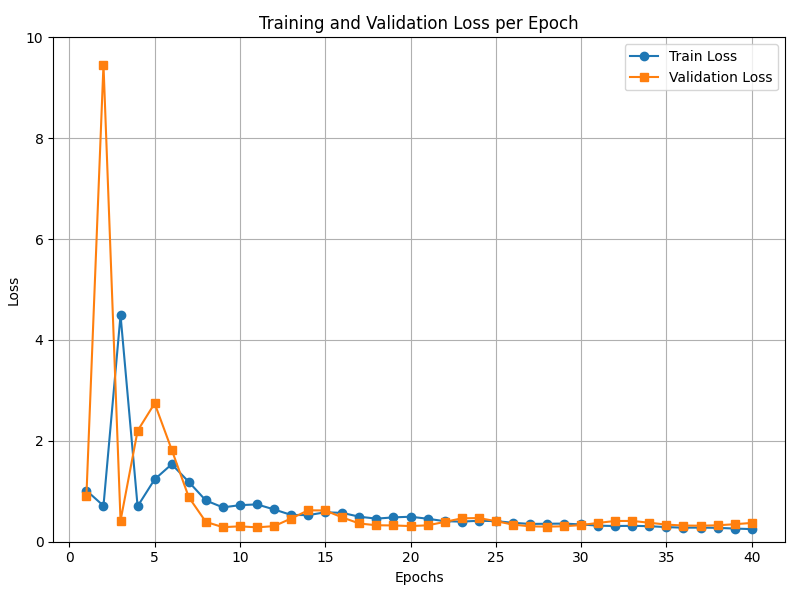 Training and Validation Loss per Epoch
Train Loss
Validation Loss
Loss
10
8
6
4
2
0
0 5 10 15 20 25 30 35 40
Epochs